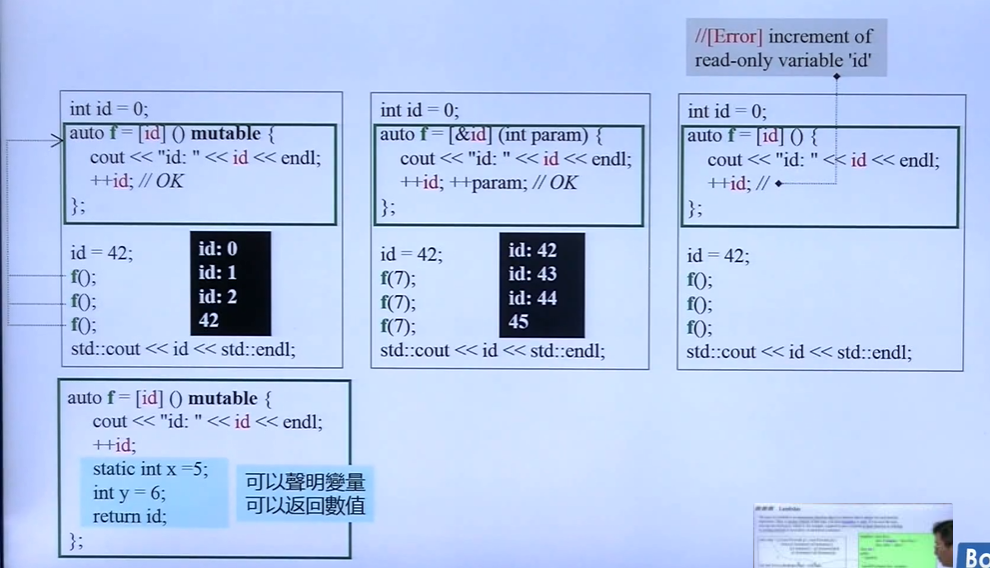 //[Error] increment of
read-only variable 'id'
int id = 0;
auto f = [id] () mutable {
cout << "id: " << id << endl;
++id; // OK
};
id = 42;
f();
f();
f();
std::cout << id << std::endl;
id: 0
id: 1
id: 2
42
int id = 0;
auto f = [&id] (int param) {
cout << "id: " << id << endl;
++id; ++param; // OK
};
id = 42;
f(7);
f(7);
f(7);
std::cout << id << std::endl;
id: 42
id: 43
id: 44
45
int id = 0;
auto f = [id] () {
cout << "id: " << id << endl;
++id; //
};
id = 42;
f();
f();
f();
std::cout << id << std::endl;
auto f = [id] () mutable {
cout << "id: " << id << endl;
++id;
static int x =5;
int y = 6;
return id;
};
可以聲明變量
可以返回數值
Lambdas
Bo